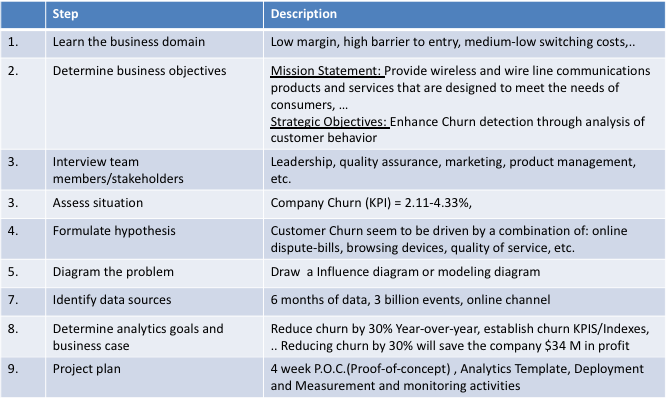 Step Description
1. Learn the business domain Low margin, high barrier to entry, medium-low switching costs,..
2. Determine business objectives Mission Statement: Provide wireless and wire line communications
products and services that are designed to meet the needs of
consumers, …
Strategic Objectives: Enhance Churn detection through analysis of
customer behavior
3. Interview team Leadership, quality assurance, marketing, product management,
members/stakeholders etc.
3. Assess situation Company Churn (KPI) = 2.11-4.33%,
4. Formulate hypothesis Customer Churn seem to be driven by a combination of: online
dispute-bills, browsing devices, quality of service, etc.
5. Diagram the problem Draw a Influence diagram or modeling diagram
7. Identify data sources 6 months of data, 3 billion events, online channel
8. Determine analytics goals and Reduce churn by 30% Year-over-year, establish churn KPIS/Indexes,
business case .. Reducing churn by 30% will save the company $34 M in profit
9. Project plan 4 week P.O.C.(Proof-of-concept) , Analytics Template, Deployment
and Measurement and monitoring activities